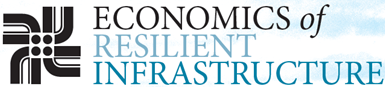 ECONOMICS of
RESILIENT
INFRASTRUCTURE